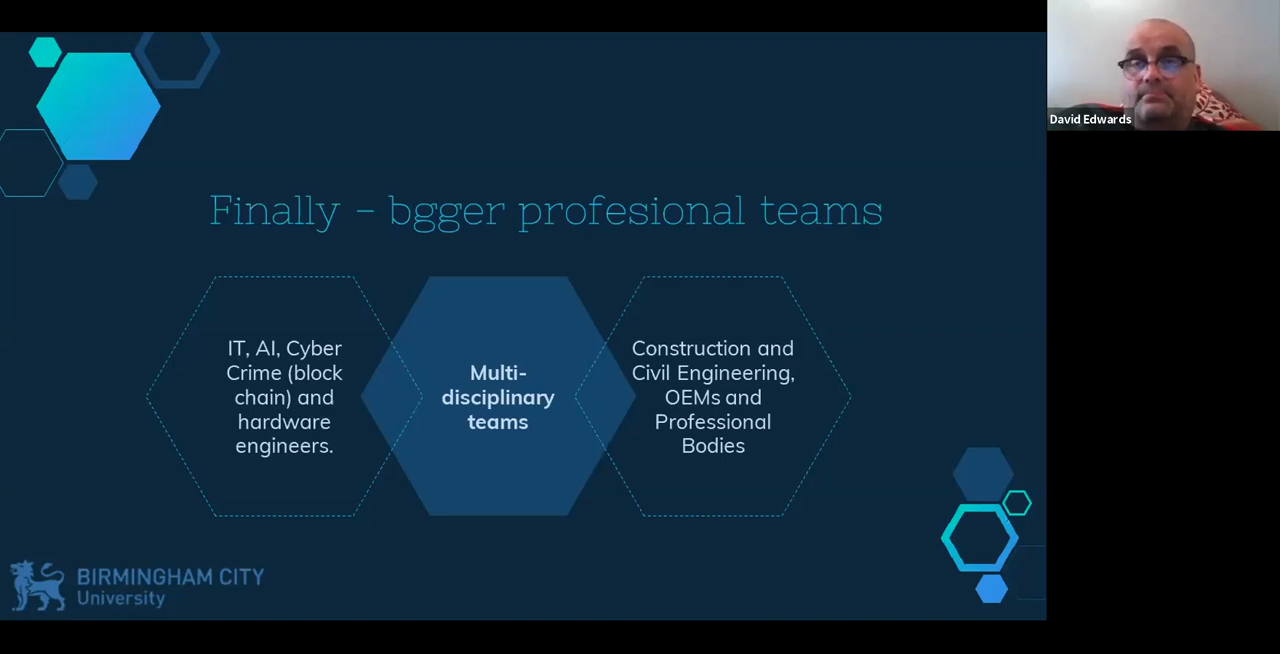 Finally – bgger profesional teams
IT, AI, Cyber
Crime (block
chain) and
hardware
engineers.
Multi-
disciplinary
teams
Construction and
Civil Engineering,
OEMs and
Professional
Bodies
BIRMINGHAM CITY
University
David Edwards